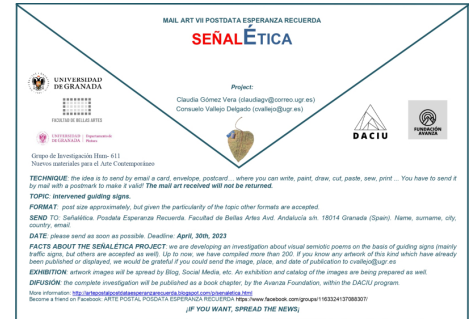 MAIL ART VII POSTDATA ESPERANZA RECUERDA
SEÑALÉTICA
UNIVERSIDAD
DE GRANADA
FACULTAD DE BELLAS ARTES
UNIVERSIDAD DE GRANADA | Departamento de Pintura
Grupo de Investigación Hum- 611
Nuevos materiales para el Arte Contemporáneo
Project:
Claudia Gómez Vera (claudiagv@correo.ugr.es)
Consuelo Vallejo Delgado (cvallejo@ugr.es)
DACIU
FUNDACIÓN
AVANZA
TECHNIQUE: the idea is to send by email a card, envelope, postcard… where you can write, paint, draw, cut, paste, sew, print ... You have to send it
by mail with a postmark to make it valid! The mail art received will not be returned.
TOPIC: Intervened guiding signs.
FORMAT: post size approximately, but given the particularity of the topic other formats are accepted.
SEND TO: Señalética. Posdata Esperanza Recuerda. Facultad de Bellas Artes Avd. Andalucía s/n. 18014 Granada (Spain). Name, surname, city,
country, email.
DATE: please send as soon as possible. Deadline: April, 30th, 2023
FACTS ABOUT THE SEÑALÉTICA PROJECT: we are developing an investigation about visual semiotic poems on the basis of guiding signs (mainly
traffic signs, but others are accepted as well). Up to now, we have compiled more than 200. If you know any artwork of this kind which have already
been published or displayed, we would be grateful if you could send the image, place, and date of publication to cvallejo@ugr.es
EXHIBITION: artwork images will be spread by Blog, Social Media, etc. An exhibition and catalog of the images are being prepared as well.
DIFUSIÓN: the complete investigation will be published as a book chapter, by the Avanza Foundation, within the DACIU program.
More information: http://artepostalpostdataesperanzarecuerda.blogspot.com/p/senaletica.html
Become a friend on Facebook: ARTE POSTAL POSDATA ESPERANZA RECUERDA https://www.facebook.com/groups/1163324137088307/
¡IF YOU WANT, SPREAD THE NEWS¡